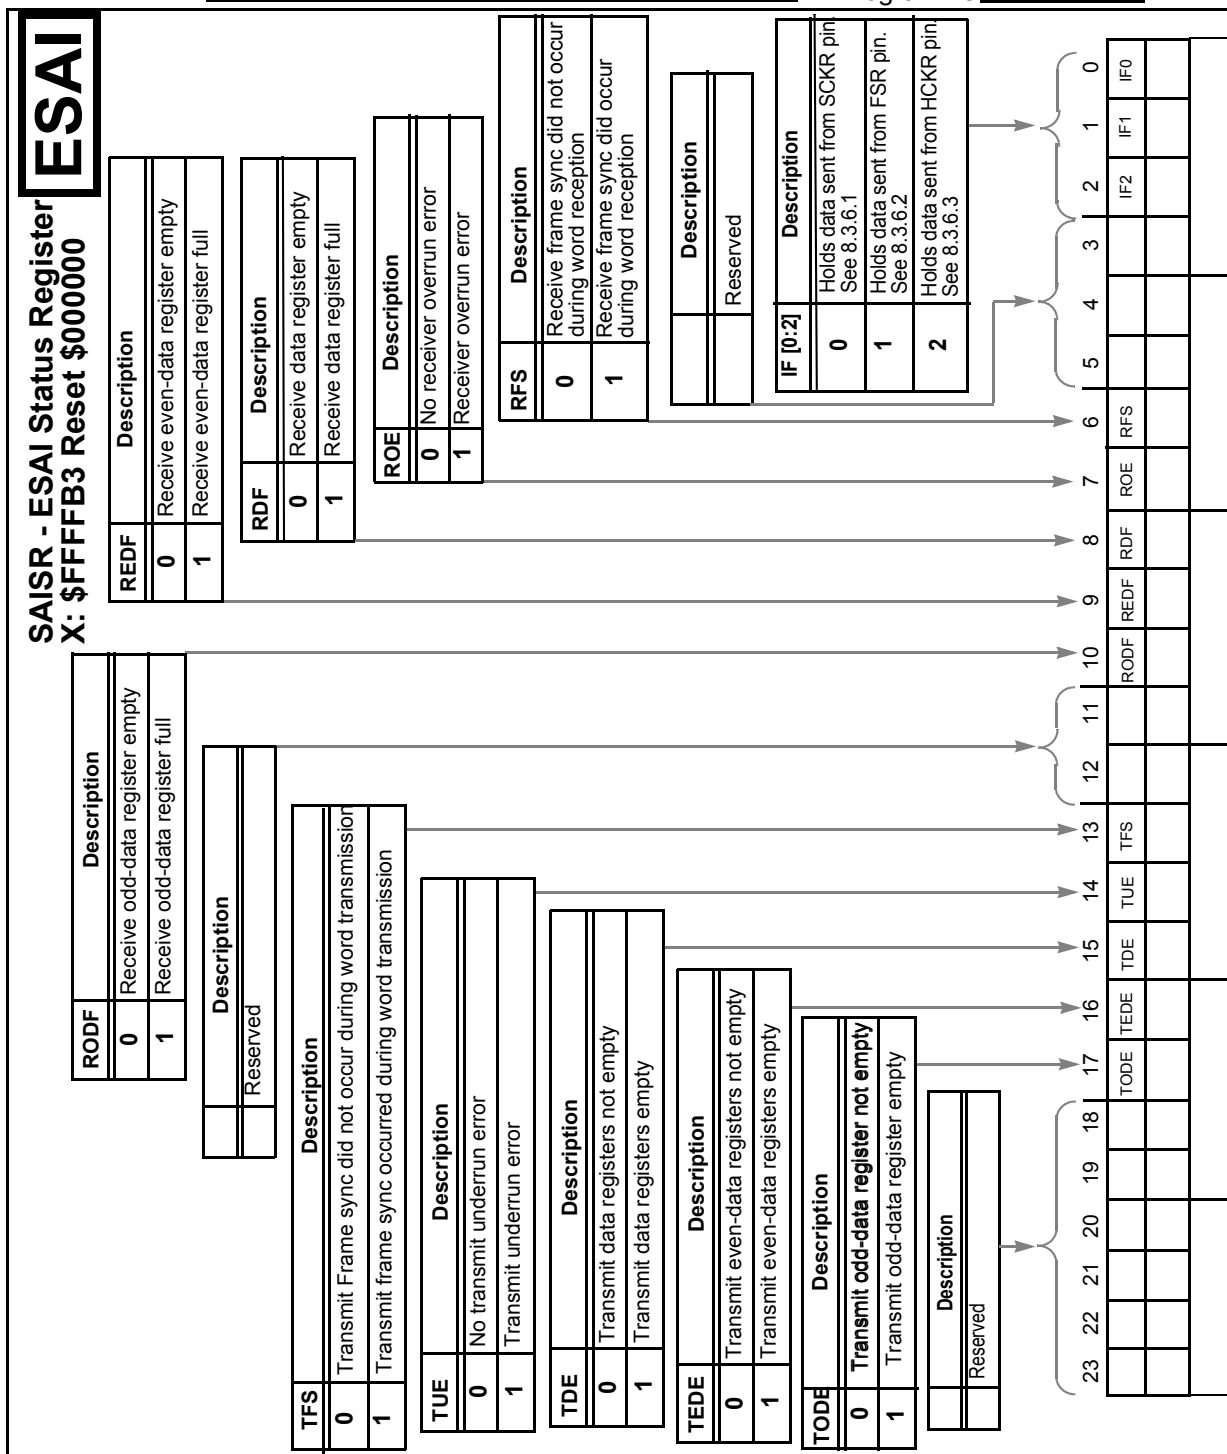 SAISR - ESAI Status Register
X: $FFFFB3 Reset $000000
ESAI
REDF Description
0 Receive even-data register empty
1 Receive even-data register full
RDF Description
0 Receive data register empty
1 Receive data register full
ROE Description
0 No receiver overrun error
1 Receiver overrun error
RFS Description
0 Receive frame sync did not occur
during word reception
1 Receive frame sync did occur
during word reception
Description
Reserved
IF [0:2] Description
0 Holds data sent from SCKR pin.
See 8.3.6.1
1 Holds data sent from FSR pin.
See 8.3.6.2
2 Holds data sent from HCKR pin.
See 8.3.6.3
RODF Description
0 Receive odd-data register empty
1 Receive odd-data register full
Description
Reserved
TFS Description
0 Transmit Frame sync did not occur during word transmission
1 Transmit frame sync occurred during word transmission
TUE Description
0 No transmit underrun error
1 Transmit underrun error
TDE Description
0 Transmit data registers not empty
1 Transmit data registers empty
TEDE Description
0 Transmit even-data registers not empty
1 Transmit even-data registers empty
TODE Description
0 Transmit odd-data register not empty
1 Transmit odd-data register empty
Description
Reserved
23 22 21 20 19 18 17 16 15 14 13 12 11 10 9 8 7 6 5 4 3 2 1 0
TODE TEDE TDE TUE TFS RODF REDF RDF ROE RFS IF2 IF1 IF0